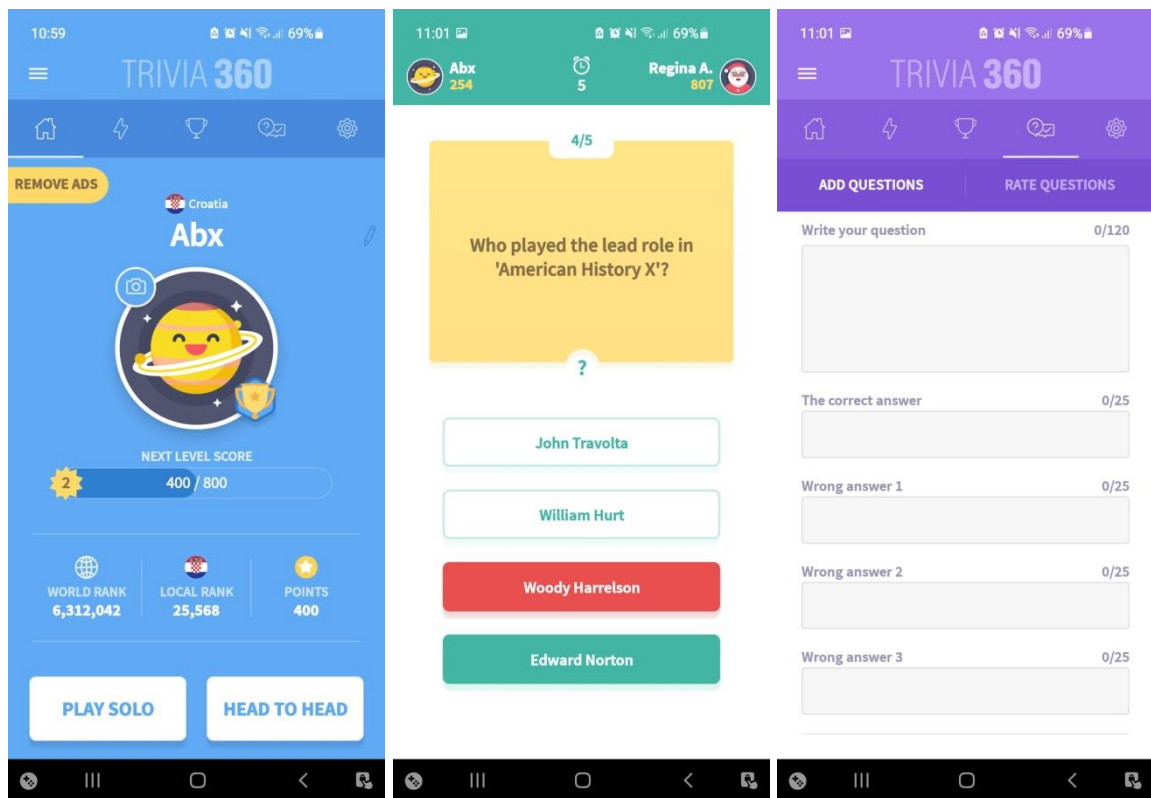 10:59
69%
TRIVIA 360
REMOVE ADS
Croatia
Abx
NEXT LEVEL SCORE
2
400 / 800
WORLD RANK
6,312,042
LOCAL RANK
25,568
POINTS
400
PLAY SOLO
HEAD TO HEAD
11:01
69%
Abx
254
5
Regina A.
807
4/5
Who played the lead role in
'American History X'?
?
John Travolta
William Hurt
Woody Harrelson
Edward Norton
11:01
69%
TRIVIA 360
ADD QUESTIONS
RATE QUESTIONS
Write your question
0/120
The correct answer
0/25
Wrong answer 1
0/25
Wrong answer 2
0/25
Wrong answer 3
0/25